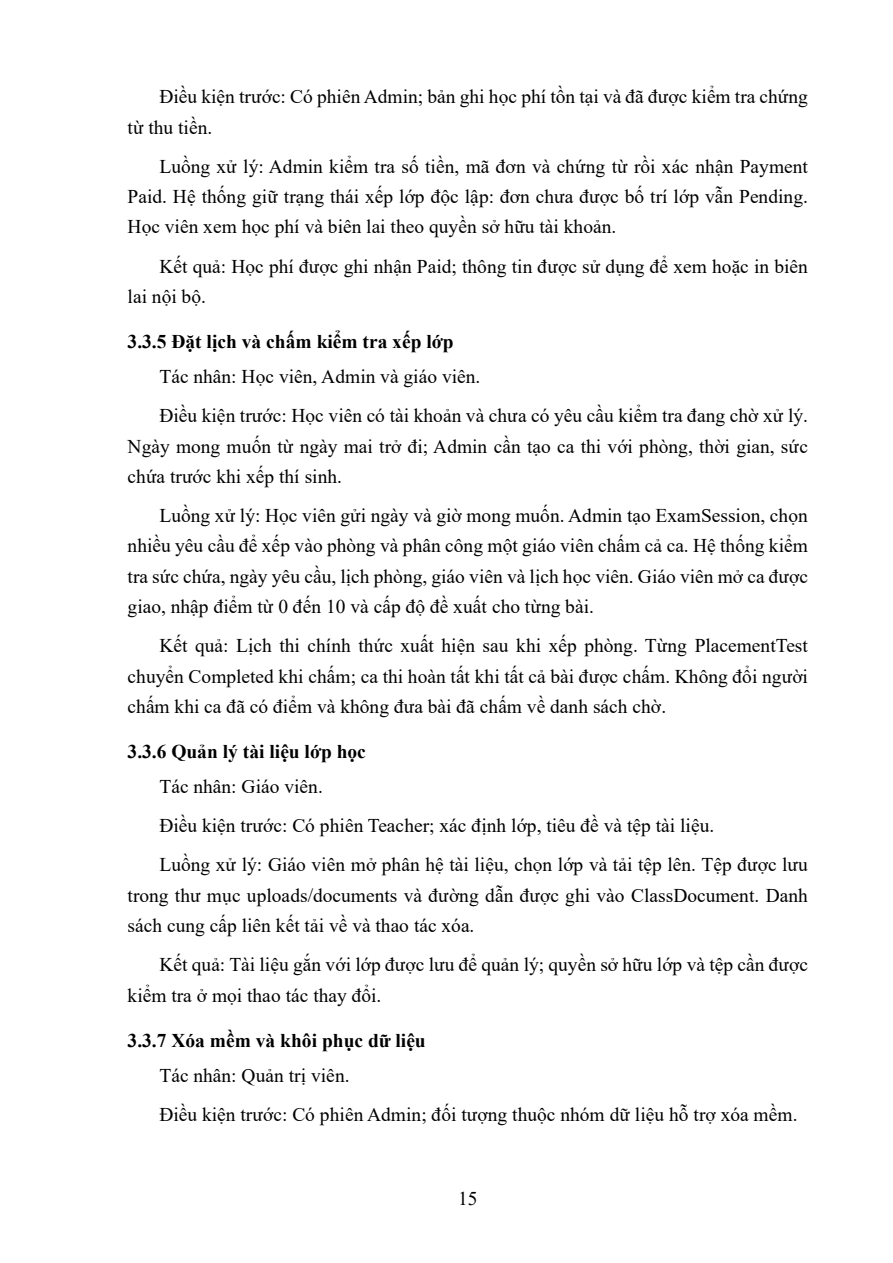 Điều kiện trước: Có phiên Admin; bản ghi học phí tồn tại và đã được kiểm tra chứng
từ thu tiền.
Luồng xử lý: Admin kiểm tra số tiền, mã đơn và chứng từ rồi xác nhận Payment
Paid. Hệ thống giữ trạng thái xếp lớp độc lập: đơn chưa được bố trí lớp vẫn Pending.
Học viên xem học phí và biên lai theo quyền sở hữu tài khoản.
Kết quả: Học phí được ghi nhận Paid; thông tin được sử dụng để xem hoặc in biên
lai nội bộ.
3.3.5 Đặt lịch và chấm kiểm tra xếp lớp
Tác nhân: Học viên, Admin và giáo viên.
Điều kiện trước: Học viên có tài khoản và chưa có yêu cầu kiểm tra đang chờ xử lý.
Ngày mong muốn từ ngày mai trở đi; Admin cần tạo ca thi với phòng, thời gian, sức
chứa trước khi xếp thí sinh.
Luồng xử lý: Học viên gửi ngày và giờ mong muốn. Admin tạo ExamSession, chọn
nhiều yêu cầu để xếp vào phòng và phân công một giáo viên chấm cả ca. Hệ thống kiểm
tra sức chứa, ngày yêu cầu, lịch phòng, giáo viên và lịch học viên. Giáo viên mở ca được
giao, nhập điểm từ 0 đến 10 và cấp độ đề xuất cho từng bài.
Kết quả: Lịch thi chính thức xuất hiện sau khi xếp phòng. Từng PlacementTest
chuyển Completed khi chấm; ca thi hoàn tất khi tất cả bài được chấm. Không đổi người
chấm khi ca đã có điểm và không đưa bài đã chấm về danh sách chờ.
3.3.6 Quản lý tài liệu lớp học
Tác nhân: Giáo viên.
Điều kiện trước: Có phiên Teacher; xác định lớp, tiêu đề và tệp tài liệu.
Luồng xử lý: Giáo viên mở phân hệ tài liệu, chọn lớp và tải tệp lên. Tệp được lưu
trong thư mục uploads/documents và đường dẫn được ghi vào ClassDocument. Danh
sách cung cấp liên kết tải về và thao tác xóa.
Kết quả: Tài liệu gắn với lớp được lưu để quản lý; quyền sở hữu lớp và tệp cần được
kiểm tra ở mọi thao tác thay đổi.
3.3.7 Xóa mềm và khôi phục dữ liệu
Tác nhân: Quản trị viên.
Điều kiện trước: Có phiên Admin; đối tượng thuộc nhóm dữ liệu hỗ trợ xóa mềm.
15